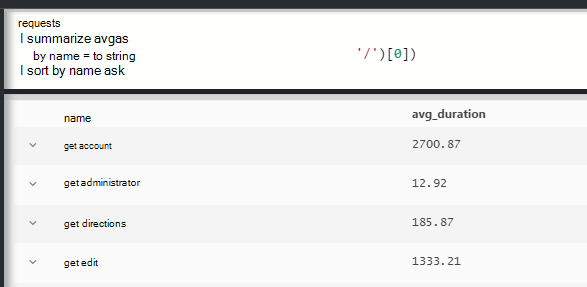 requests
| summarize avgas
by name = to string '/')[0])
| sort by name ask
name avg_duration
get account 2700.87
get administrator 12.92
get directions 185.87
get edit 1333.21